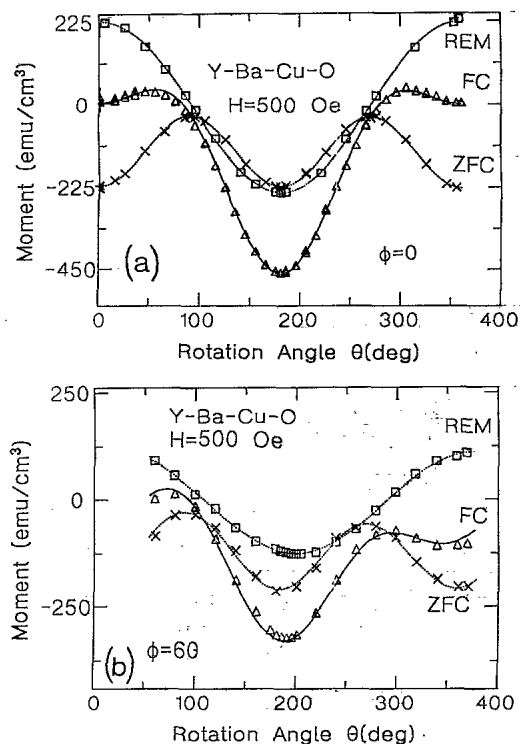 225
0
-225
-450
Moment (emu/cm³)
Y-Ba-Cu-O
H=500 Oe
REM
FC
ZFC
(a)
φ=0
0
100
200
300
400
Rotation Angle θ(deg)
250
0
-250
Moment (emu/cm³)
Y-Ba-Cu-O
H=500 Oe
REM
FC
ZFC
(b)
φ=60
0
100
200
300
400
Rotation Angle θ(deg)